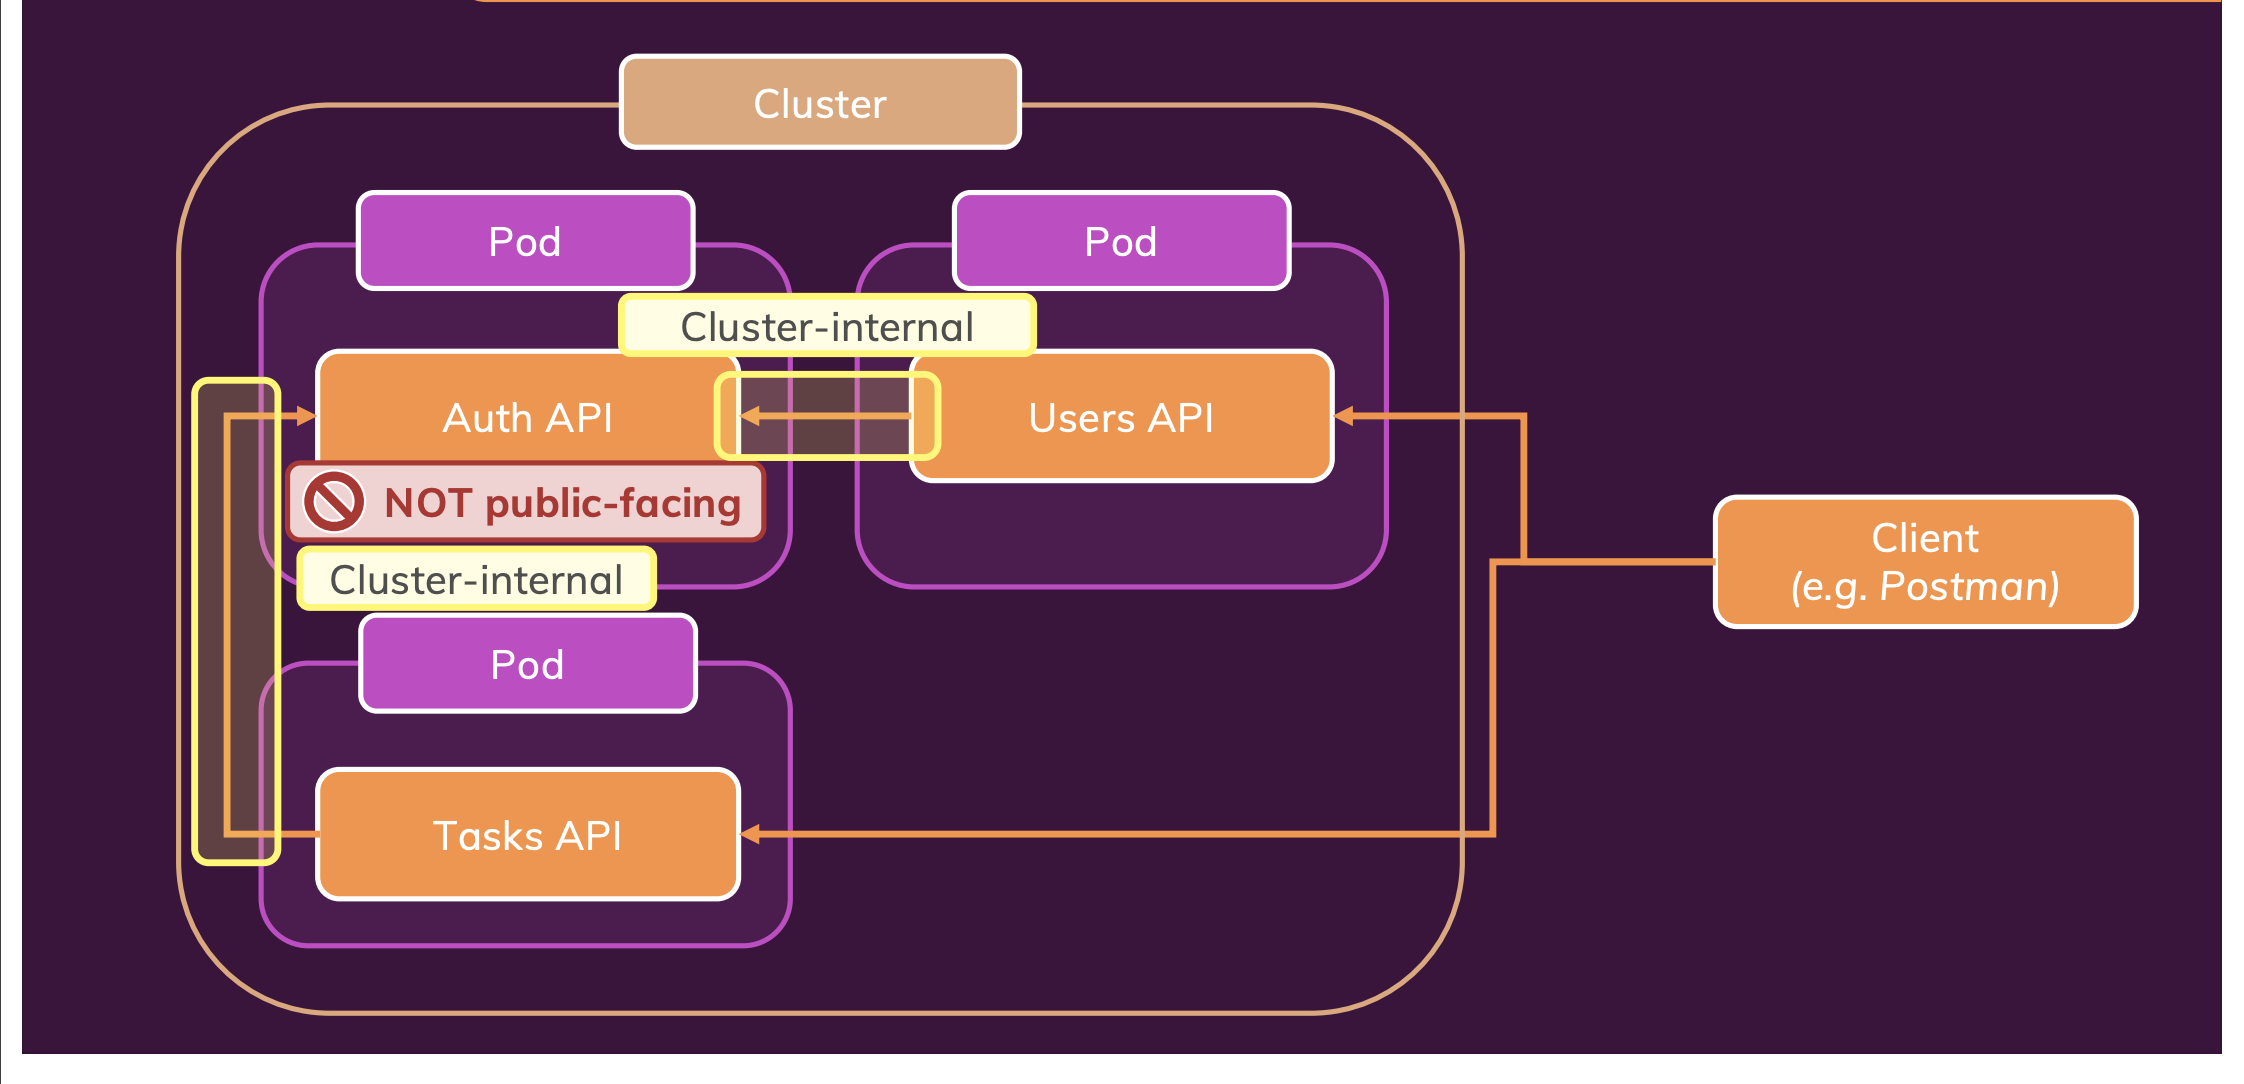 Cluster
Pod
Pod
Cluster-internal
Auth API
Users API
NOT public-facing
Client
(e.g. Postman)
Cluster-internal
Pod
Tasks API